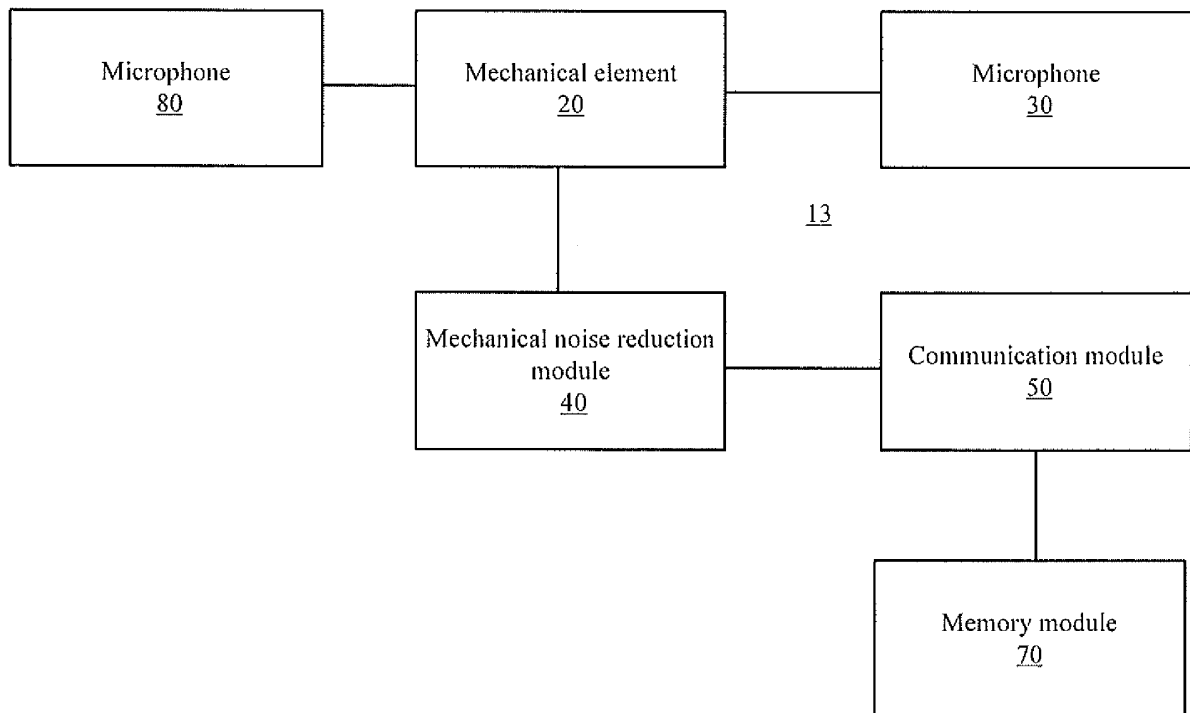 Microphone
80
Mechanical element
20
Microphone
30
13
Mechanical noise reduction
module
40
Communication module
50
Memory module
70